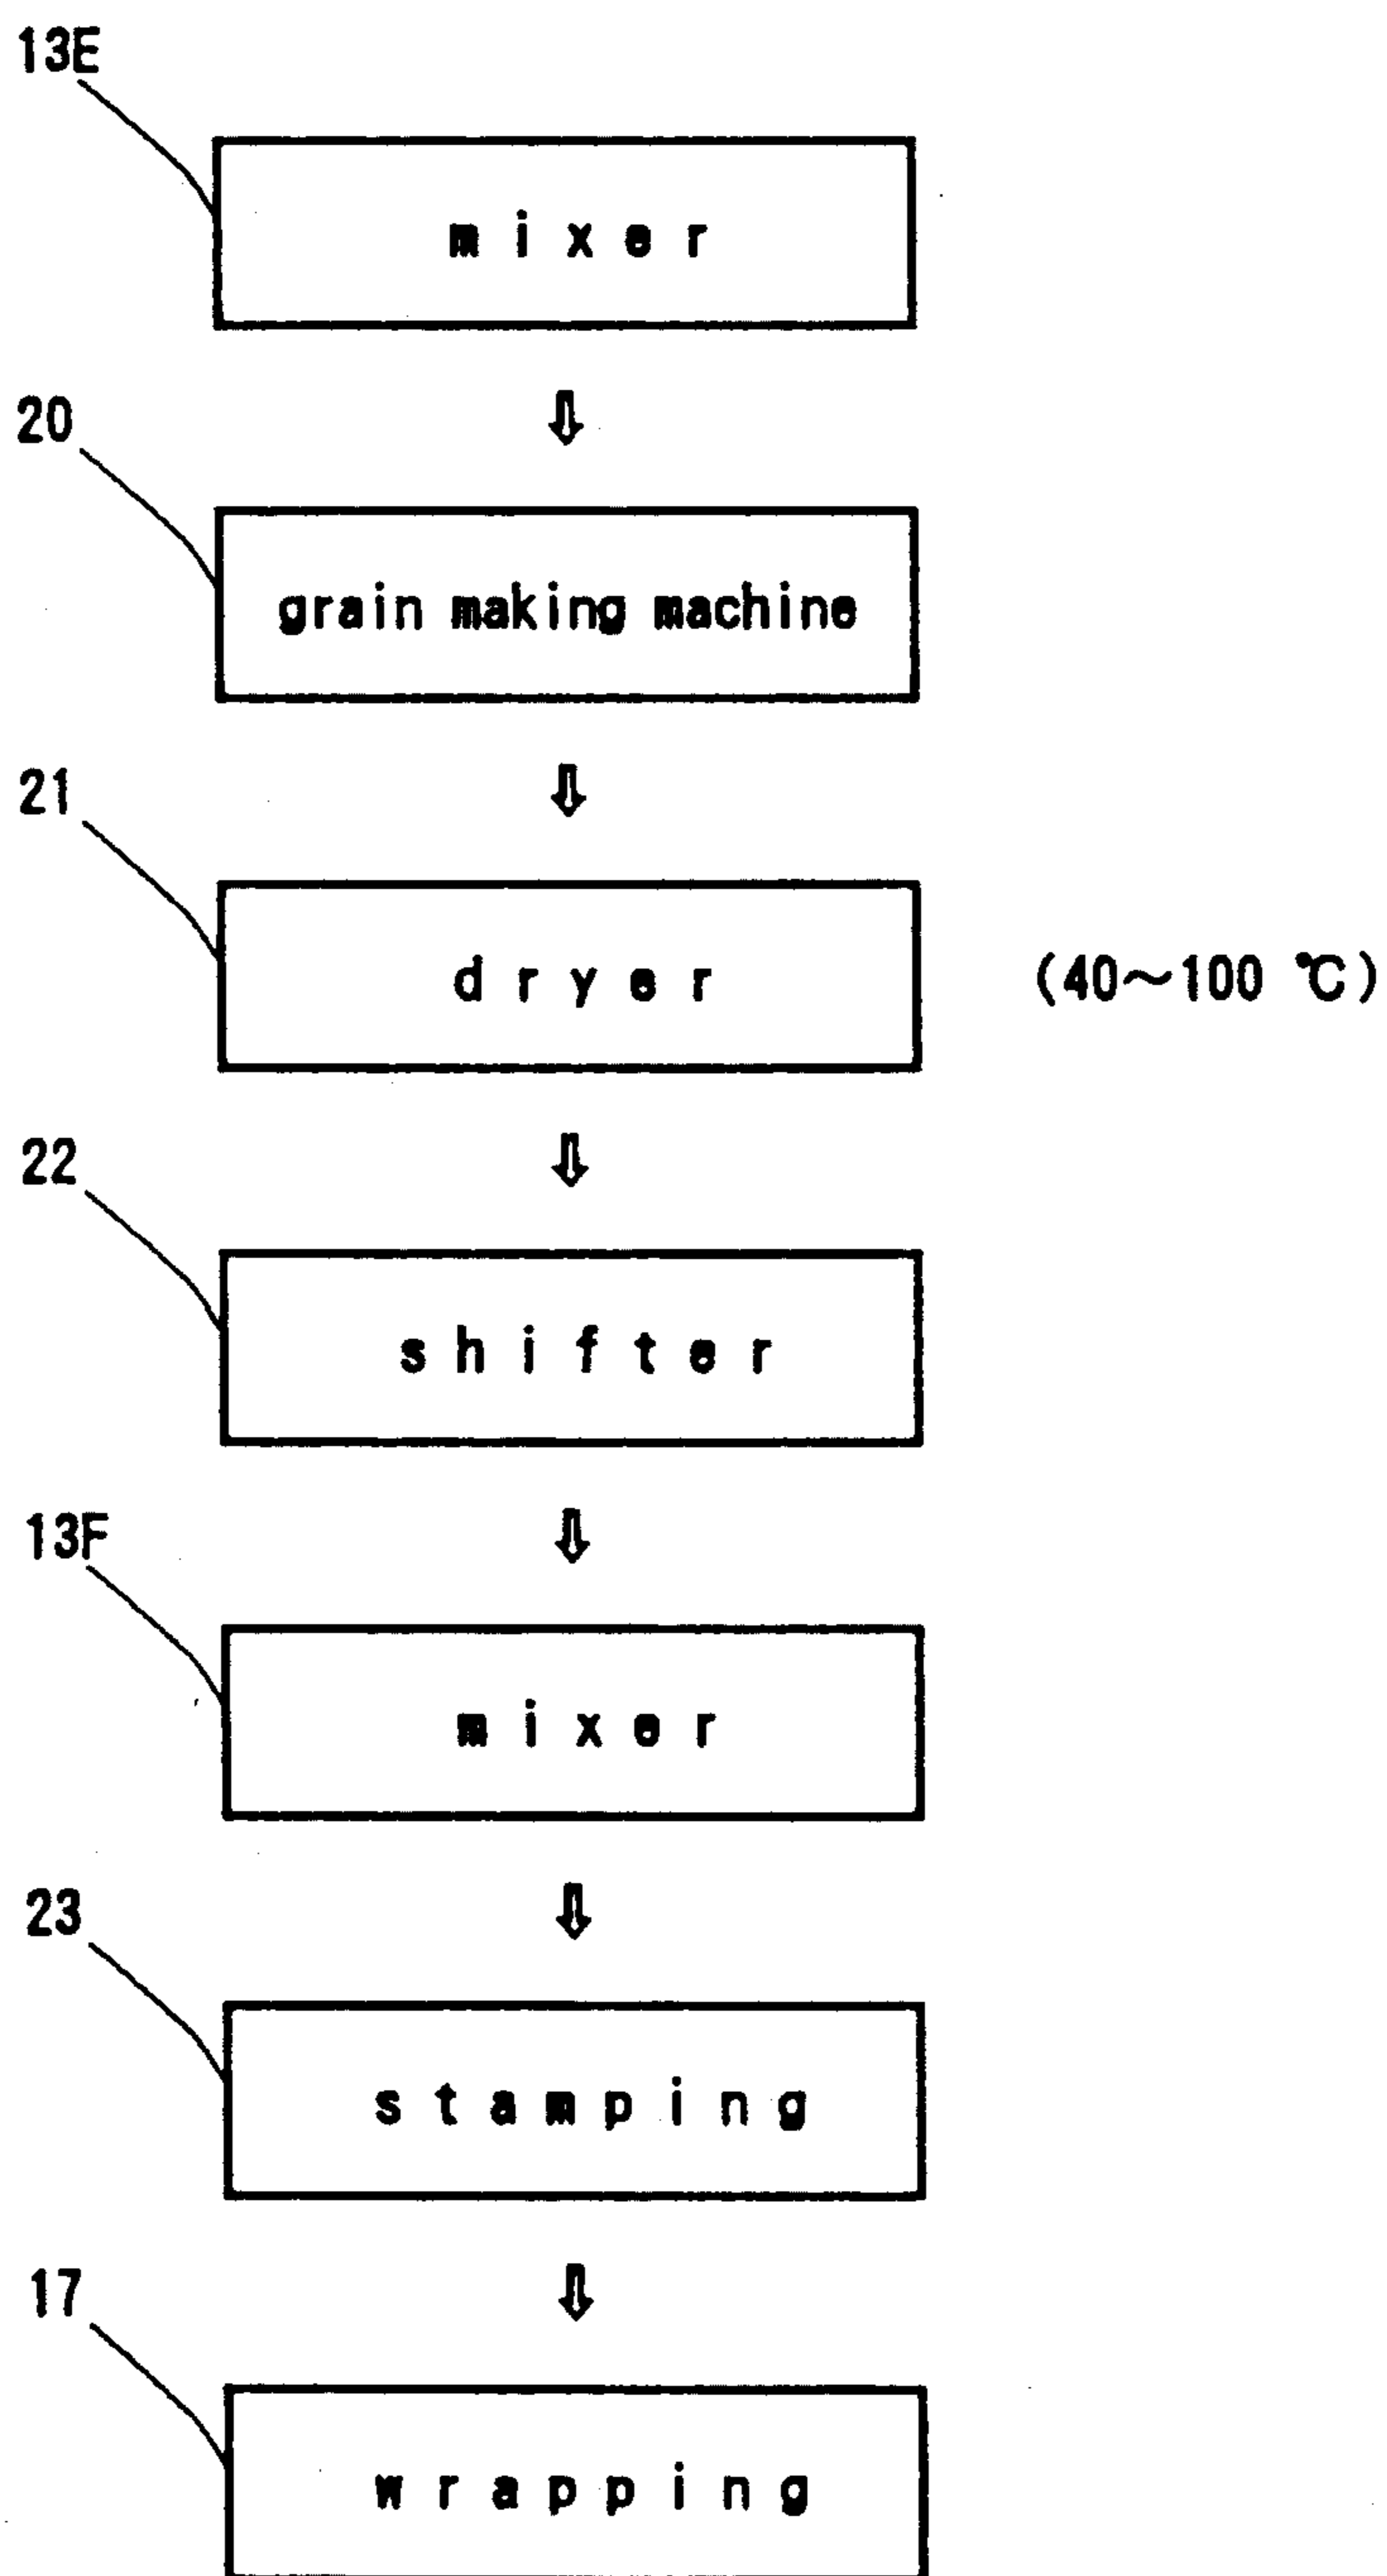 13E
mixer
20
grain making machine
21
dryer (40~100 ℃)
22
shifter
13F
mixer
23
stamping
17
wrapping